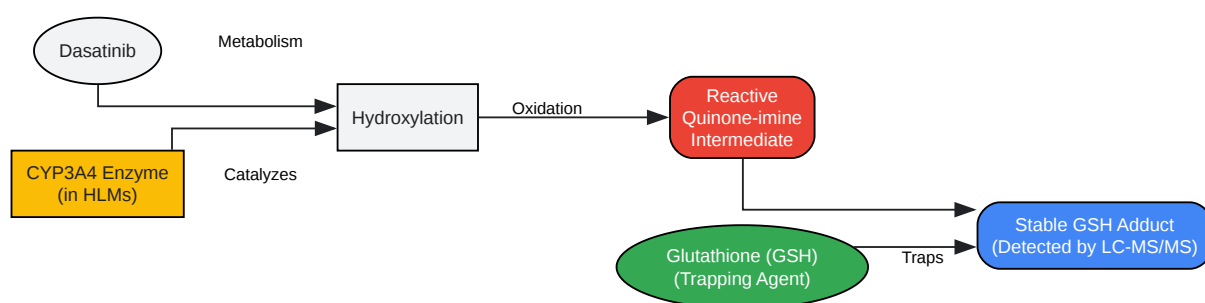 Dasatinib
Metabolism
CYP3A4 Enzyme
(in HLMs)
Catalyzes
Hydroxylation
Oxidation
Reactive
Quinone-imine
Intermediate
Glutathione (GSH)
(Trapping Agent)
Traps
Stable GSH Adduct
(Detected by LC-MS/MS)